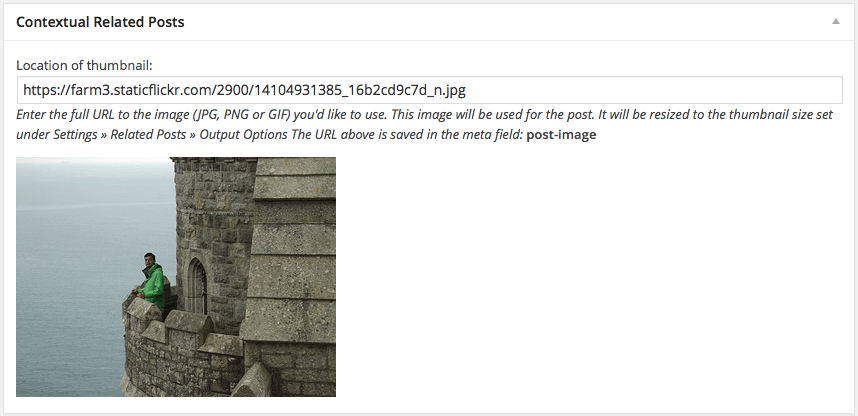 Contextual Related Posts
Location of thumbnail:
https://farm3.staticflickr.com/2900/14104931385_16b2cd9c7d_n.jpg
Enter the full URL to the image (JPG, PNG or GIF) you'd like to use. This image will be used for the post. It will be resized to the thumbnail size set
under Settings » Related Posts » Output Options The URL above is saved in the meta field: post-image